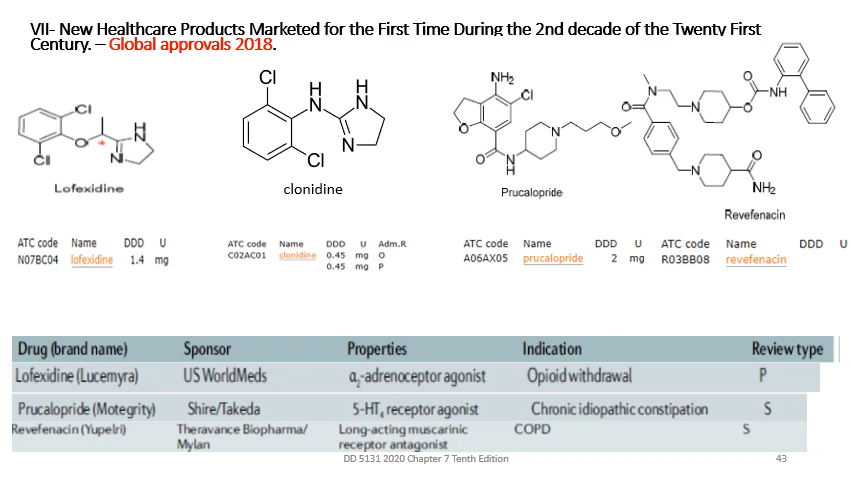 VII- New Healthcare Products Marketed for the First Time During the 2nd decade of the Twenty First
Century. – Global approvals 2018.
Cl
O
*
H
N
N
Cl
Lofexidine
Cl
H
N
H
N
N
Cl
clonidine
NH₂
Cl
O
O
N
H
N
O
Prucalopride
N
O
N
O
O
NH
N
O
NH₂
Revefenacin
ATC code Name DDD U
N07BC04 lofexidine 1.4 mg
ATC code Name DDD U Adm.R
C02AC01 clonidine 0.45 mg O
0.45 mg P
ATC code Name DDD U
A06AX05 prucalopride 2 mg
ATC code Name DDD U
R03BB08 revefenacin
Drug (brand name) Sponsor Properties Indication Review type
Lofexidine (Lucemyra) US WorldMeds α₂-adrenoceptor agonist Opioid withdrawal P
Prucalopride (Motegrity) Shire/Takeda 5-HT₄ receptor agonist Chronic idiopathic constipation S
Revefenacin (Yupelri) Theravance Biopharma/ Long-acting muscarinic COPD S
Mylan receptor antagonist
DD 5131 2020 Chapter 7 Tenth Edition 43